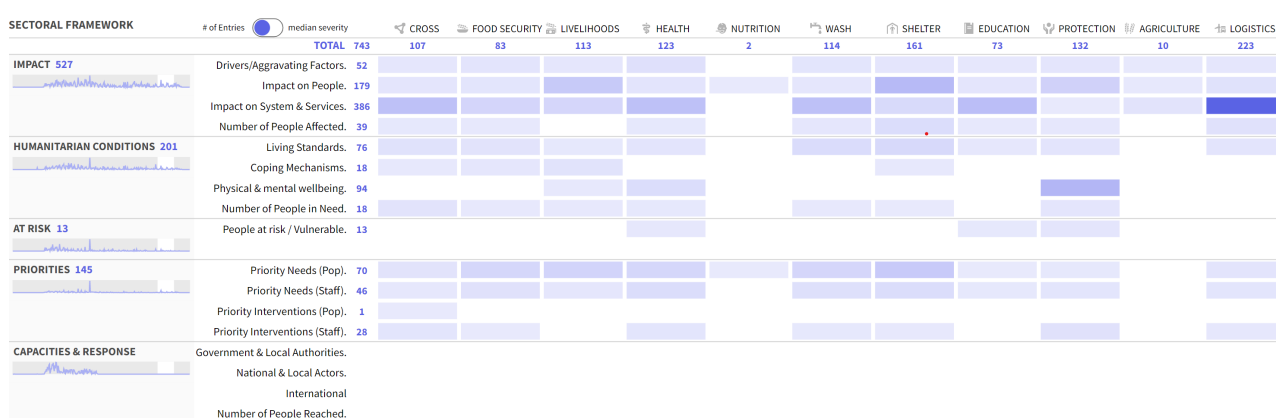 SECTORAL FRAMEWORK
# of Entries median severity
CROSS FOOD SECURITY LIVELIHOODS HEALTH NUTRITION WASH SHELTER EDUCATION PROTECTION AGRICULTURE LOGISTICS
TOTAL 743 107 83 113 123 2 114 161 73 132 10 223
IMPACT 527
Drivers/Aggravating Factors. 52
Impact on People. 179
Impact on System & Services. 386
Number of People Affected. 39
HUMANITARIAN CONDITIONS 201
Living Standards. 76
Coping Mechanisms. 18
Physical & mental wellbeing. 94
Number of People in Need. 18
AT RISK 13
People at risk / Vulnerable. 13
PRIORITIES 145
Priority Needs (Pop). 70
Priority Needs (Staff). 46
Priority Interventions (Pop). 1
Priority Interventions (Staff). 28
CAPACITIES & RESPONSE
Government & Local Authorities.
National & Local Actors.
International
Number of People Reached.